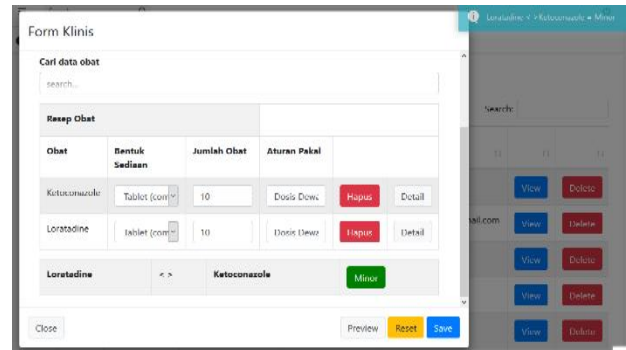 Loratadine < > Ketoconazole = Minor
Form Klinis
Cari data obat
search...
Resep Obat
Obat Bentuk Sediaan Jumlah Obat Aturan Pakai
Ketoconazole Tablet (com 10 Dosis Dewa Hapus Detail
Loratadine Tablet (com 10 Dosis Dewa Hapus Detail
Loratadine < > Ketoconazole Minor
Close Preview Reset Save
Search:
View Delete
ail.com View Delete
View Delete
View Delete
View Delete